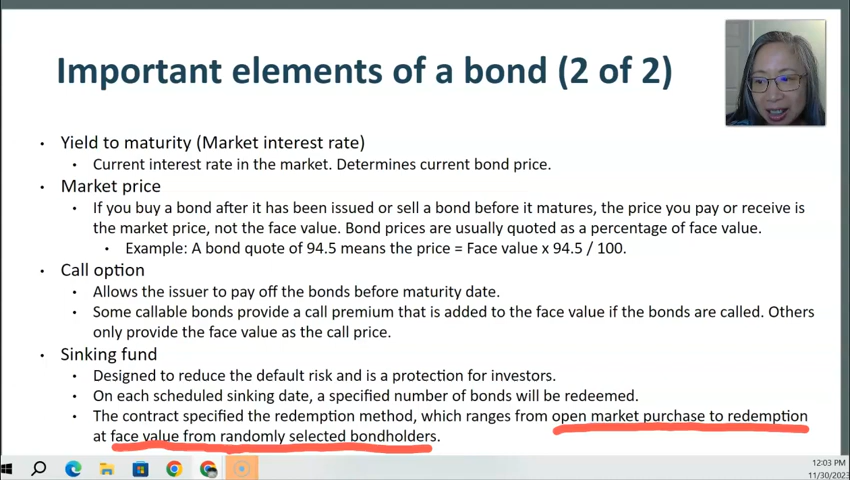 Important elements of a bond (2 of 2)
• Yield to maturity (Market interest rate)
• Current interest rate in the market. Determines current bond price.
• Market price
• If you buy a bond after it has been issued or sell a bond before it matures, the price you pay or receive is
the market price, not the face value. Bond prices are usually quoted as a percentage of face value.
• Example: A bond quote of 94.5 means the price = Face value x 94.5 / 100.
• Call option
• Allows the issuer to pay off the bonds before maturity date.
• Some callable bonds provide a call premium that is added to the face value if the bonds are called. Others
only provide the face value as the call price.
• Sinking fund
• Designed to reduce the default risk and is a protection for investors.
• On each scheduled sinking date, a specified number of bonds will be redeemed.
• The contract specified the redemption method, which ranges from open market purchase to redemption
at face value from randomly selected bondholders.
12:03 PM
11/30/2023